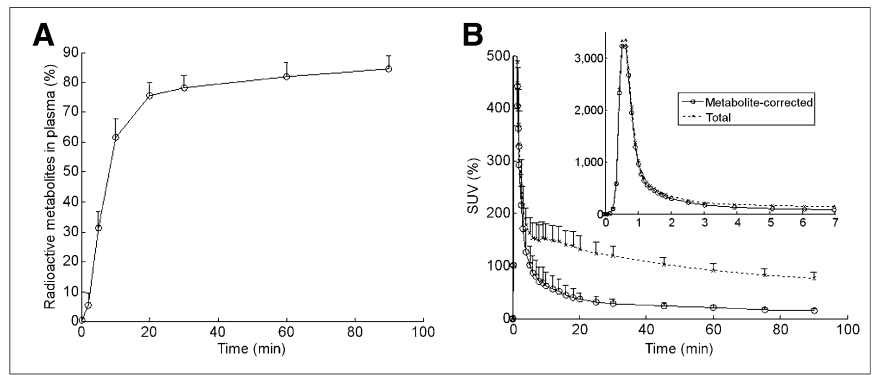 A
Radioactive metabolites in plasma (%)
90
80
70
60
50
40
30
20
10
0
0 20 40 60 80 100
Time (min)
B
SUV (%)
500
400
300
200
100
0
0 20 40 60 80 100
Time (min)
3,000
2,000
1,000
0
0 1 2 3 4 5 6 7
Metabolite-corrected
Total